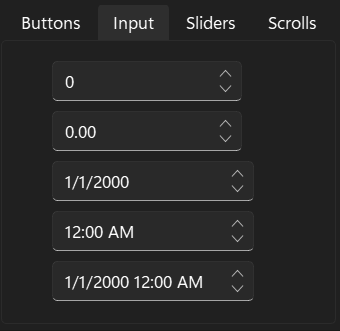 Buttons Input Sliders Scrolls
0
0.00
1/1/2000
12:00 AM
1/1/2000 12:00 AM